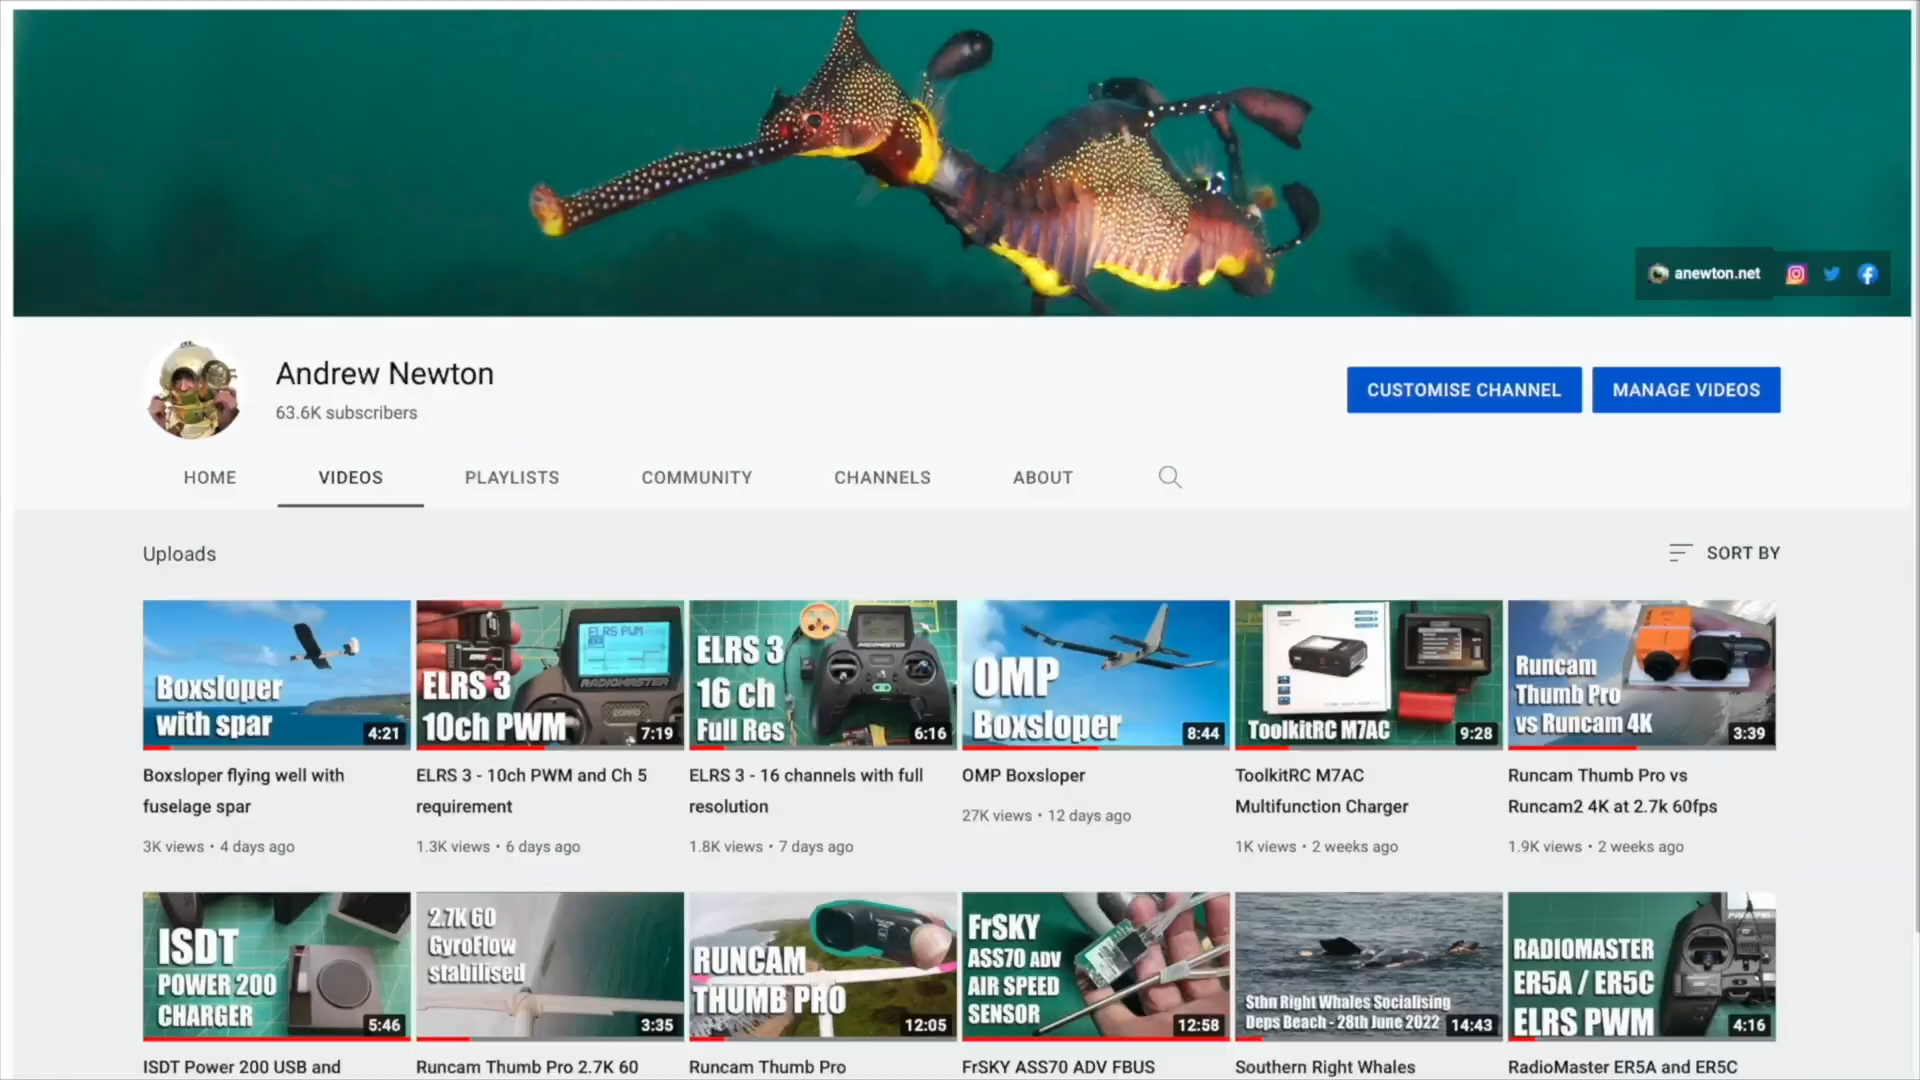 anewton.net
Andrew Newton
63.6K subscribers
CUSTOMISE CHANNEL
MANAGE VIDEOS
HOME
VIDEOS
PLAYLISTS
COMMUNITY
CHANNELS
ABOUT
Uploads
SORT BY
Boxsloper
with spar
4:21
ELRS PWM
RADIOMASTER
ELRS 3
10ch PWM
7:19
ELRS 3
16 ch
Full Res
RADIOMASTER
6:16
OMP
Boxsloper
8:44
ToolkitRC M7AC
9:28
Runcam
Thumb Pro
vs Runcam 4K
3:39
Boxsloper flying well with
fuselage spar
3K views • 4 days ago
ELRS 3 - 10ch PWM and Ch 5
requirement
1.3K views • 6 days ago
ELRS 3 - 16 channels with full
resolution
1.8K views • 7 days ago
OMP Boxsloper
27K views • 12 days ago
ToolkitRC M7AC
Multifunction Charger
1K views • 2 weeks ago
Runcam Thumb Pro vs
Runcam2 4K at 2.7k 60fps
1.9K views • 2 weeks ago
ISDT
POWER 200
CHARGER
5:46
2.7K 60
GyroFlow
stabilised
3:35
RUNCAM
THUMB PRO
12:05
FrSKY
ASS70 ADV
AIR SPEED
SENSOR
12:58
Sthn Right Whales Socialising
Deps Beach - 28th June 2022
14:43
RADIOMASTER
ER5A / ER5C
ELRS PWM
4:16
ISDT Power 200 USB and
Runcam Thumb Pro 2.7K 60
Runcam Thumb Pro
FrSKY ASS70 ADV FBUS
Southern Right Whales
RadioMaster ER5A and ER5C